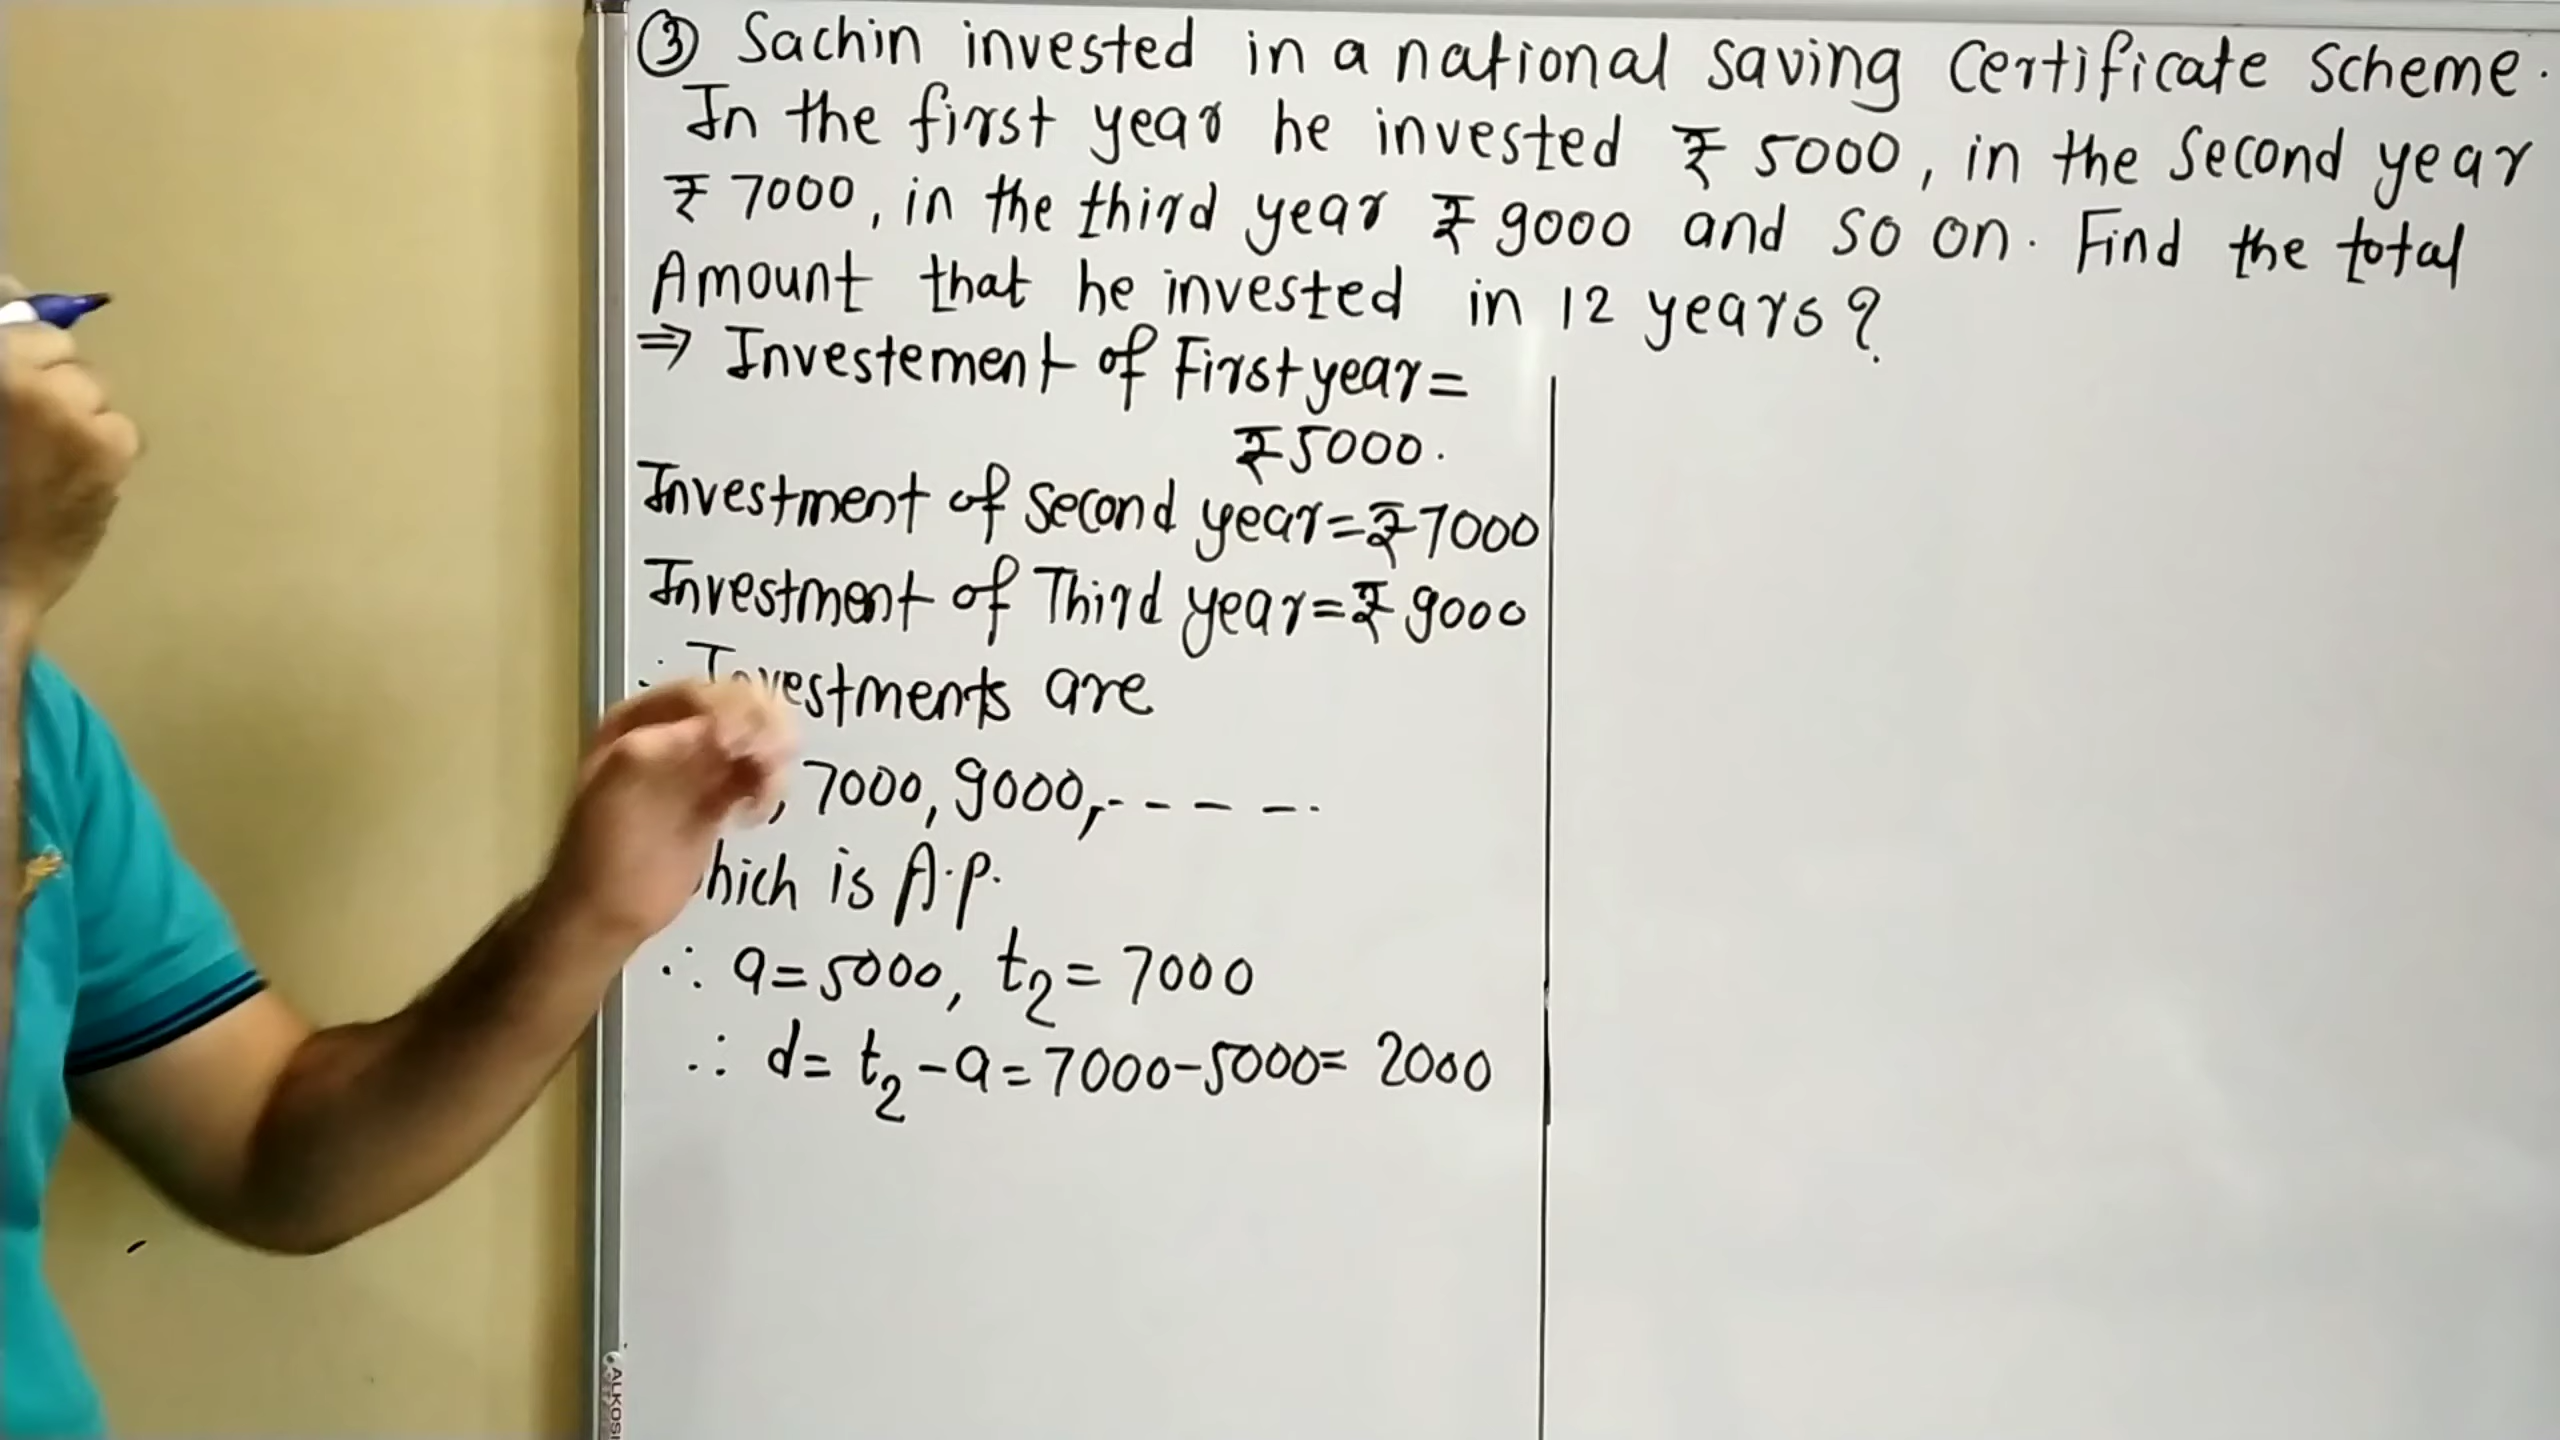 ③ Sachin invested in a national saving Certificate Scheme.
In the first year he invested ₹ 5000, in the Second year
₹ 7000, in the third year ₹ 9000 and so on. Find the total
Amount that he invested in 12 years?
⇒ Investement of First year =
₹5000.
Investment of Second year = ₹7000
Investment of Third year = ₹9000
∴ Investments are
, 7000, 9000, - - - - -
hich is A.P.
∴ a = 5000, t₂ = 7000
∴ d = t₂ - a = 7000 - 5000 = 2000
ALKOSI